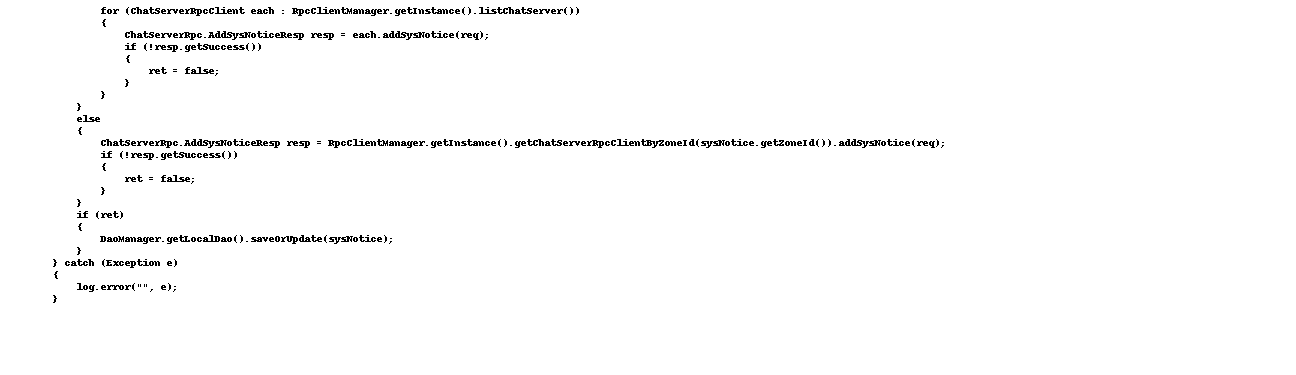 for (ChatServerRpcClient each : RpcClientManager.getInstance().listChatServer())
{
ChatServerRpc.AddSysNoticeResp resp = each.addSysNotice(req);
if (!resp.getSuccess())
{
ret = false;
}
}
}
else
{
ChatServerRpc.AddSysNoticeResp resp = RpcClientManager.getInstance().getChatServerRpcClientByZoneId(sysNotice.getZoneId()).addSysNotice(req);
if (!resp.getSuccess())
{
ret = false;
}
}
if (ret)
{
DaoManager.getLocalDao().saveOrUpdate(sysNotice);
}
} catch (Exception e)
{
log.error("", e);
}